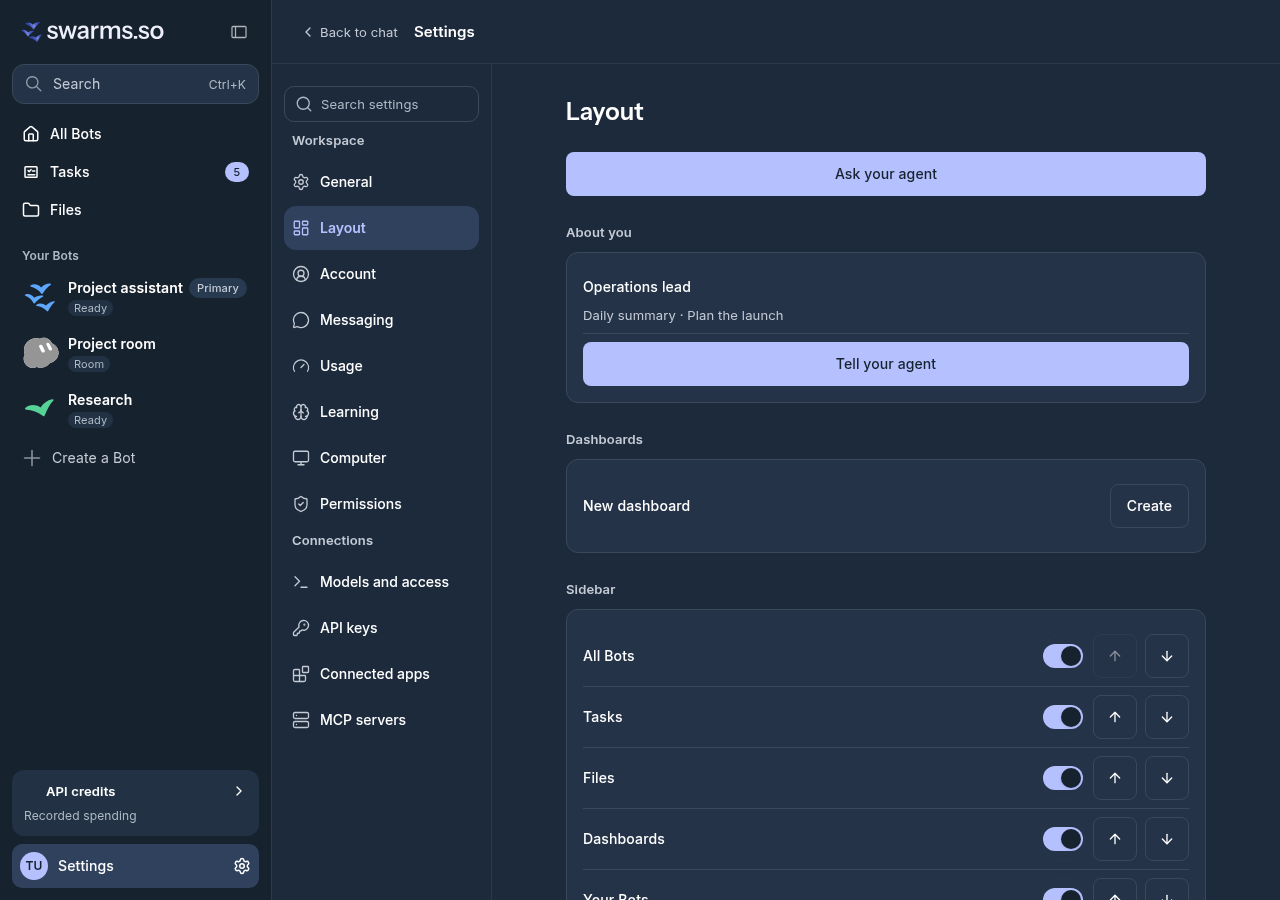 swarms.so
Search Ctrl+K
All Bots
Tasks 5
Files
Your Bots
Project assistant Primary
Ready
Project room
Room
Research
Ready
Create a Bot
API credits
Recorded spending
TU Settings
Back to chat Settings
Search settings
Workspace
General
Layout
Account
Messaging
Usage
Learning
Computer
Permissions
Connections
Models and access
API keys
Connected apps
MCP servers
Layout
Ask your agent
About you
Operations lead
Daily summary · Plan the launch
Tell your agent
Dashboards
New dashboard Create
Sidebar
All Bots
Tasks
Files
Dashboards
Your Bots